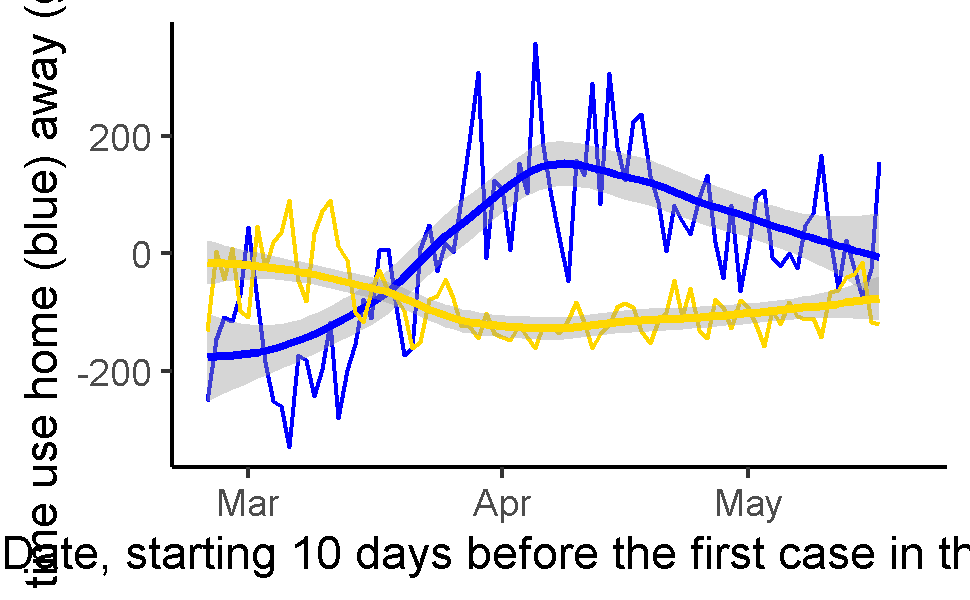 time use home (blue) away (
200
0
-200
Mar Apr May
Date, starting 10 days before the first case in th